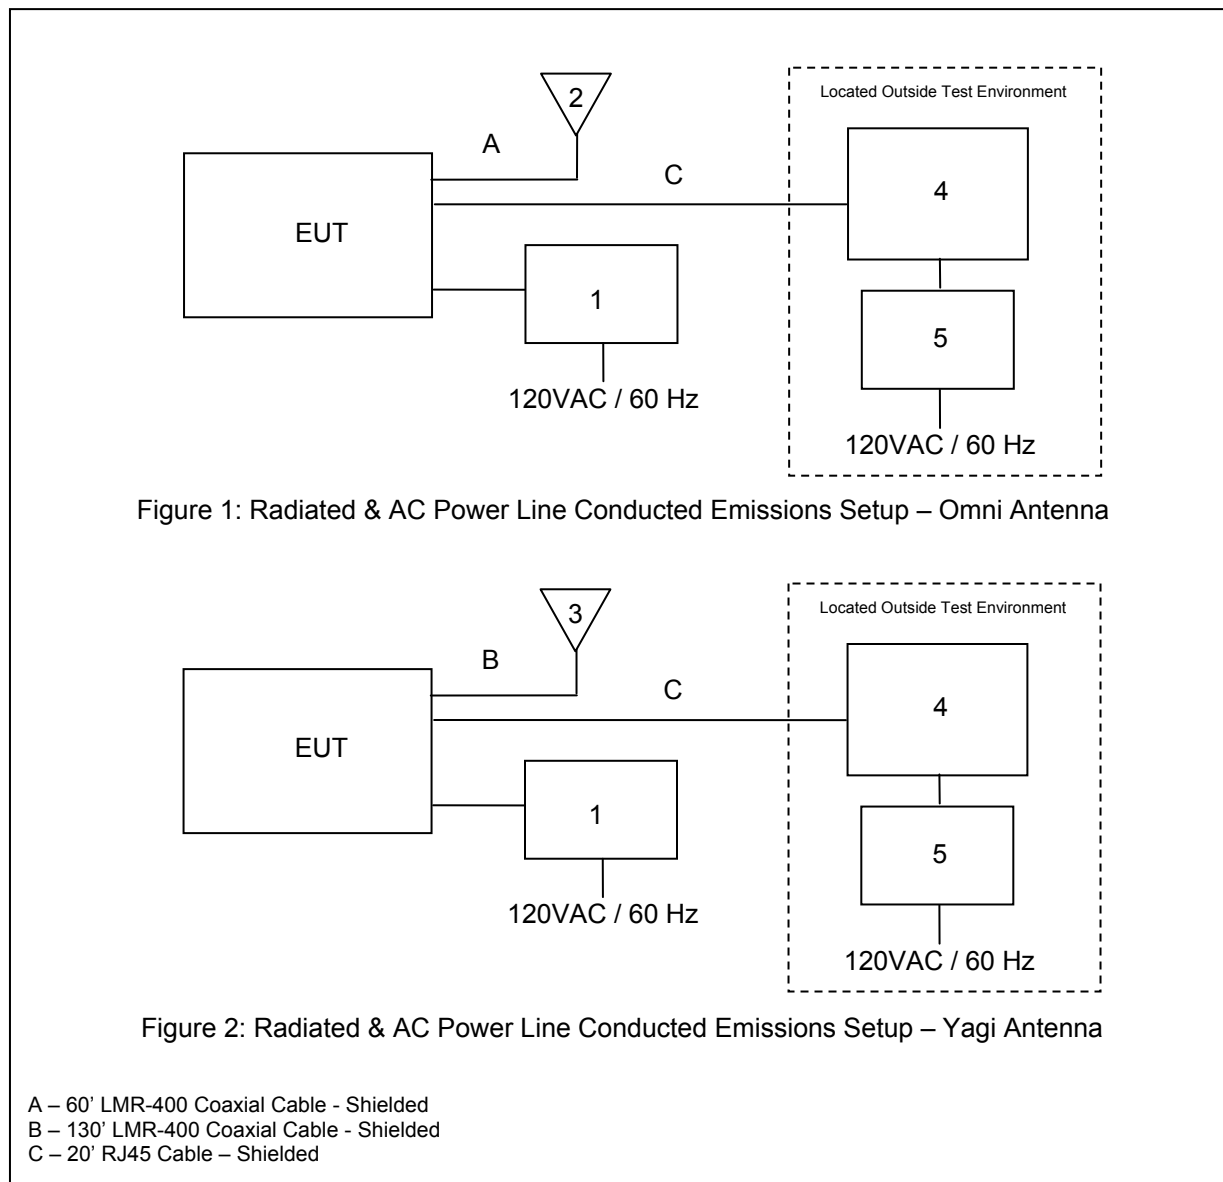 2
Located Outside Test Environment
A
C
4
EUT
1
5
120VAC / 60 Hz
120VAC / 60 Hz
Figure 1: Radiated & AC Power Line Conducted Emissions Setup – Omni Antenna
3
Located Outside Test Environment
B
C
4
EUT
1
5
120VAC / 60 Hz
120VAC / 60 Hz
Figure 2: Radiated & AC Power Line Conducted Emissions Setup – Yagi Antenna
A – 60’ LMR-400 Coaxial Cable - Shielded
B – 130’ LMR-400 Coaxial Cable - Shielded
C – 20’ RJ45 Cable – Shielded